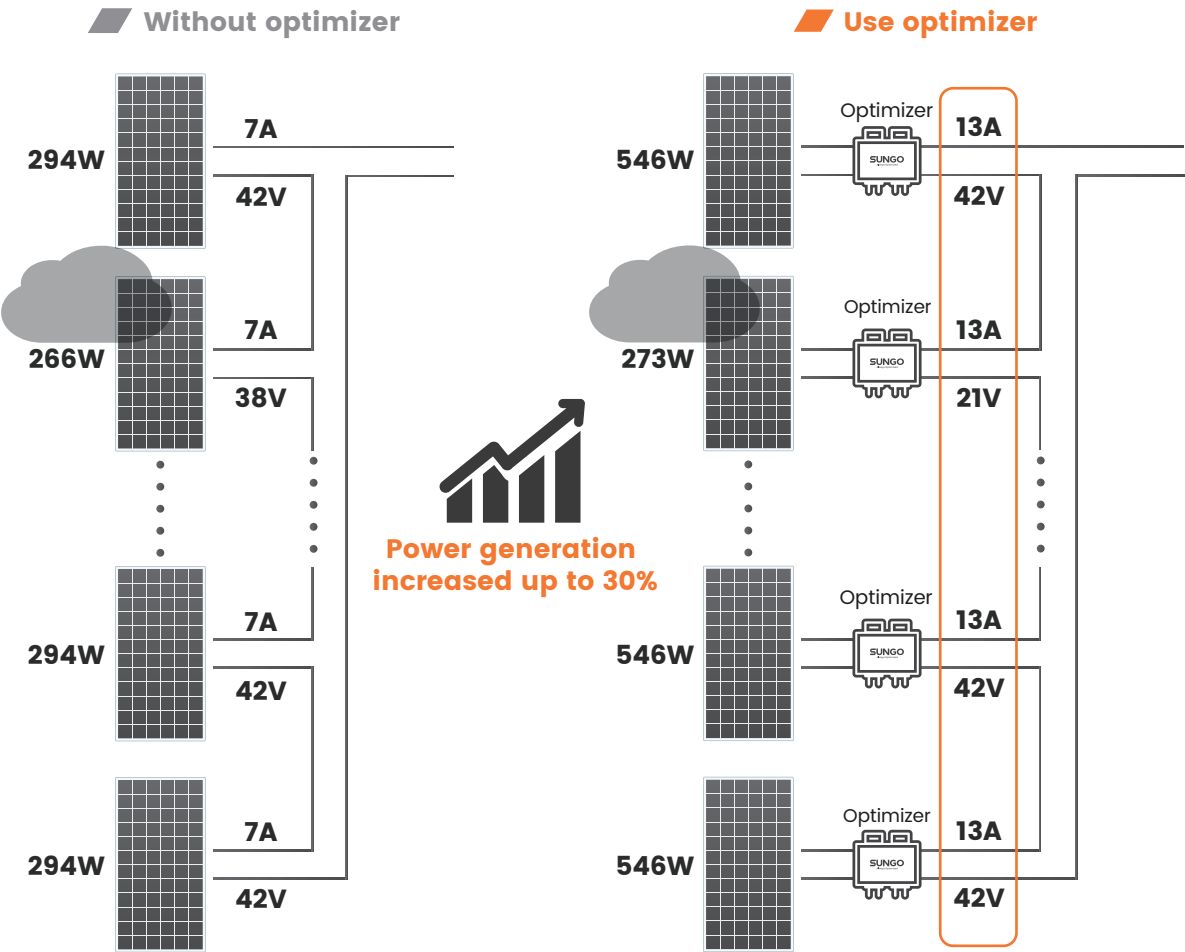 Without optimizer
7A
294W
42V
7A
266W
38V
7A
294W
42V
7A
294W
42V
Power generation
increased up to 30%
Use optimizer
Optimizer
13A
546W
SUNGO
42V
Optimizer
13A
273W
SUNGO
21V
Optimizer
13A
546W
SUNGO
42V
Optimizer
13A
546W
SUNGO
42V